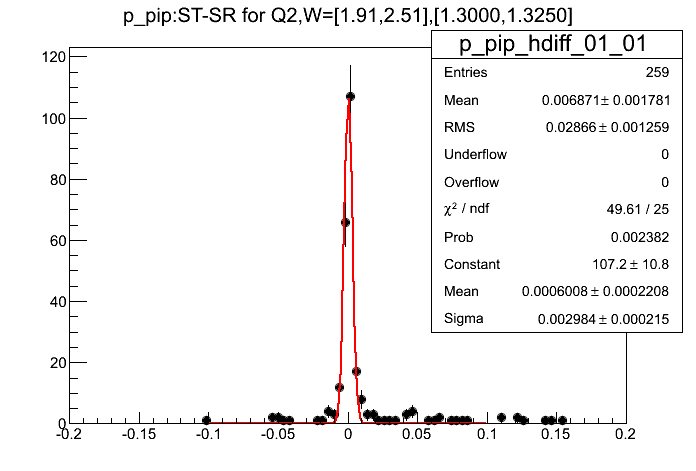 p_pip:ST-SR for Q2,W=[1.91,2.51],[1.3000,1.3250]
p_pip_hdiff_01_01
Entries 259
Mean 0.006871 ± 0.001781
RMS 0.02866 ± 0.001259
Underflow 0
Overflow 0
χ² / ndf 49.61 / 25
Prob 0.002382
Constant 107.2 ± 10.8
Mean 0.0006008 ± 0.0002208
Sigma 0.002984 ± 0.000215
120
100
80
60
40
20
0
-0.2 -0.15 -0.1 -0.05 0 0.05 0.1 0.15 0.2